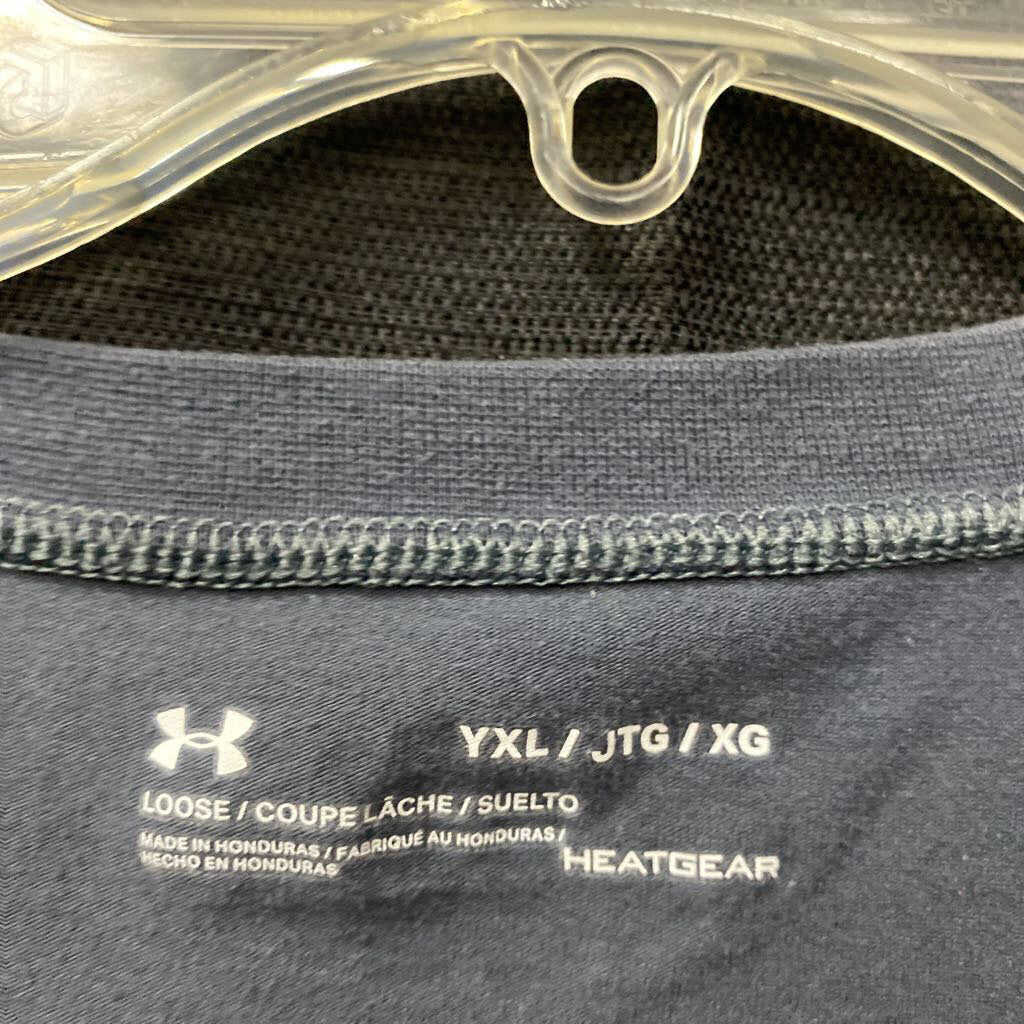 YXL / JTG / XG
LOOSE / COUPE LÂCHE / SUELTO
MADE IN HONDURAS / FABRIQUÉ AU HONDURAS /
HECHO EN HONDURAS
HEATGEAR